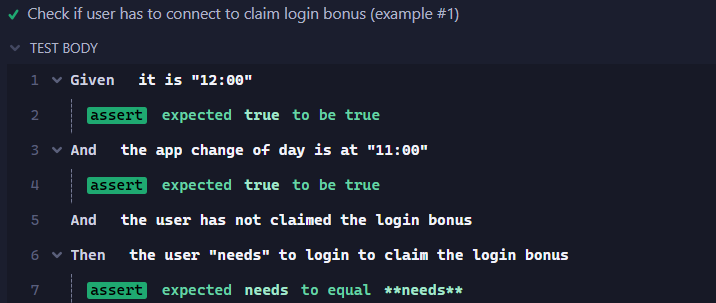 Check if user has to connect to claim login bonus (example #1)
TEST BODY
1 Given it is "12:00"
2 assert expected true to be true
3 And the app change of day is at "11:00"
4 assert expected true to be true
5 And the user has not claimed the login bonus
6 Then the user "needs" to login to claim the login bonus
7 assert expected needs to equal **needs**